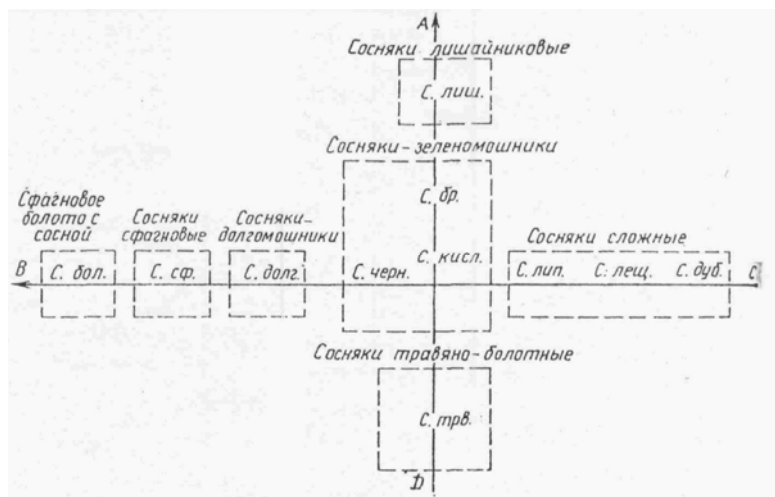 A
Сосняки лишайниковые
С. лиш.
Сосняки-зеленомошники
С. бр.
Сфагновое
болото с
сосной
Сосняки
сфагновые
Сосняки-
долгомошники
Сосняки сложные
В
С. бол.
С. сф.
С. долг.
С. черн.
С. кисл.
С. лип.
С. лещ.
С. дуб.
С
Сосняки травяно-болотные
С. трв.
D